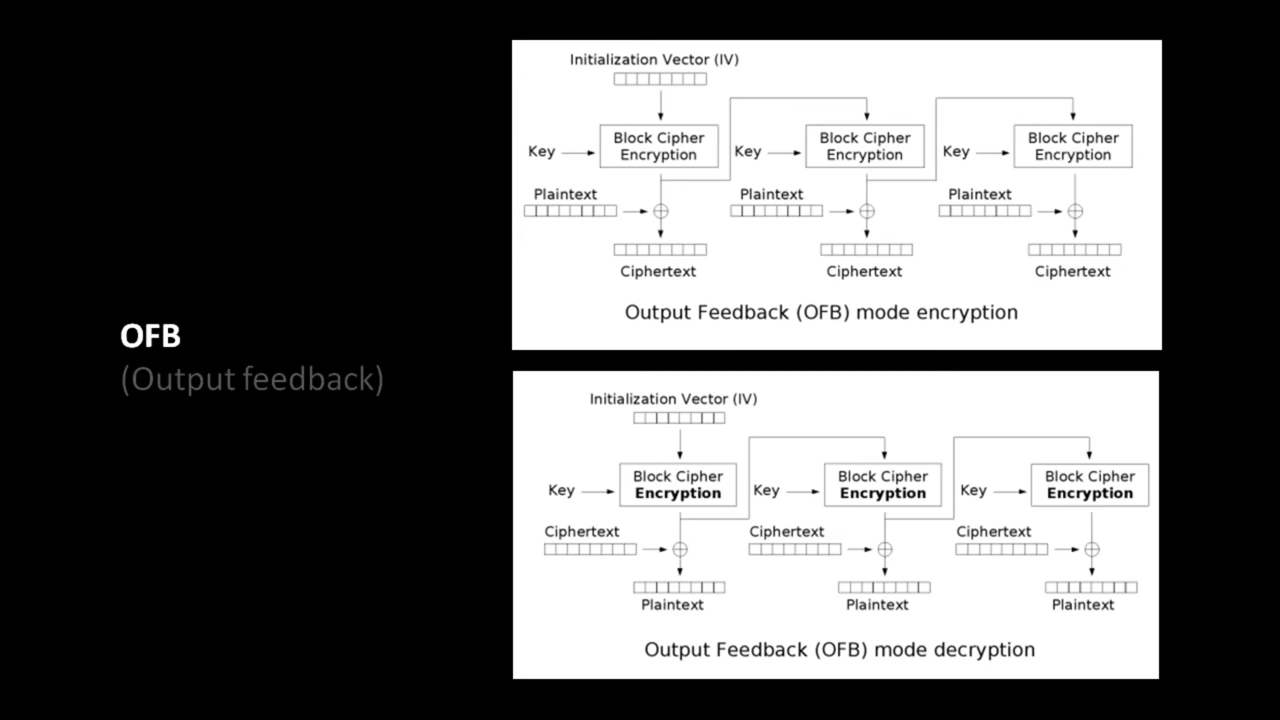 OFB
(Output feedback)
Initialization Vector (IV)
Key
Block Cipher
Encryption
Key
Block Cipher
Encryption
Key
Block Cipher
Encryption
Plaintext
Plaintext
Plaintext
Ciphertext
Ciphertext
Ciphertext
Output Feedback (OFB) mode encryption
Initialization Vector (IV)
Key
Block Cipher
Encryption
Key
Block Cipher
Encryption
Key
Block Cipher
Encryption
Ciphertext
Ciphertext
Ciphertext
Plaintext
Plaintext
Plaintext
Output Feedback (OFB) mode decryption